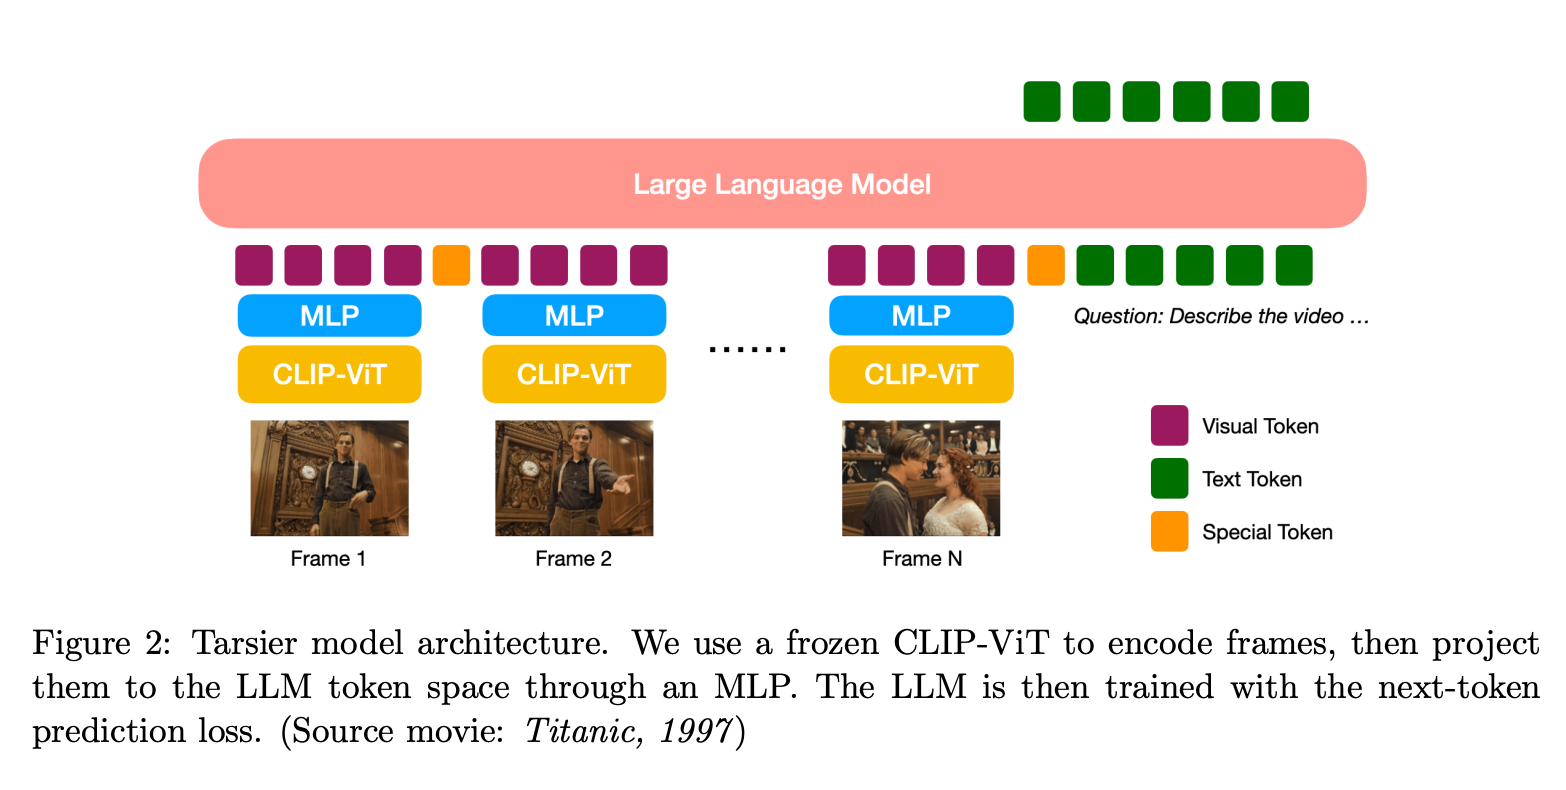 Large Language Model
MLP
MLP
MLP
Question: Describe the video ...
CLIP-ViT
CLIP-ViT
......
CLIP-ViT
Visual Token
Text Token
Special Token
Frame 1
Frame 2
Frame N
Figure 2: Tarsier model architecture. We use a frozen CLIP-ViT to encode frames, then project
them to the LLM token space through an MLP. The LLM is then trained with the next-token
prediction loss. (Source movie: Titanic, 1997)